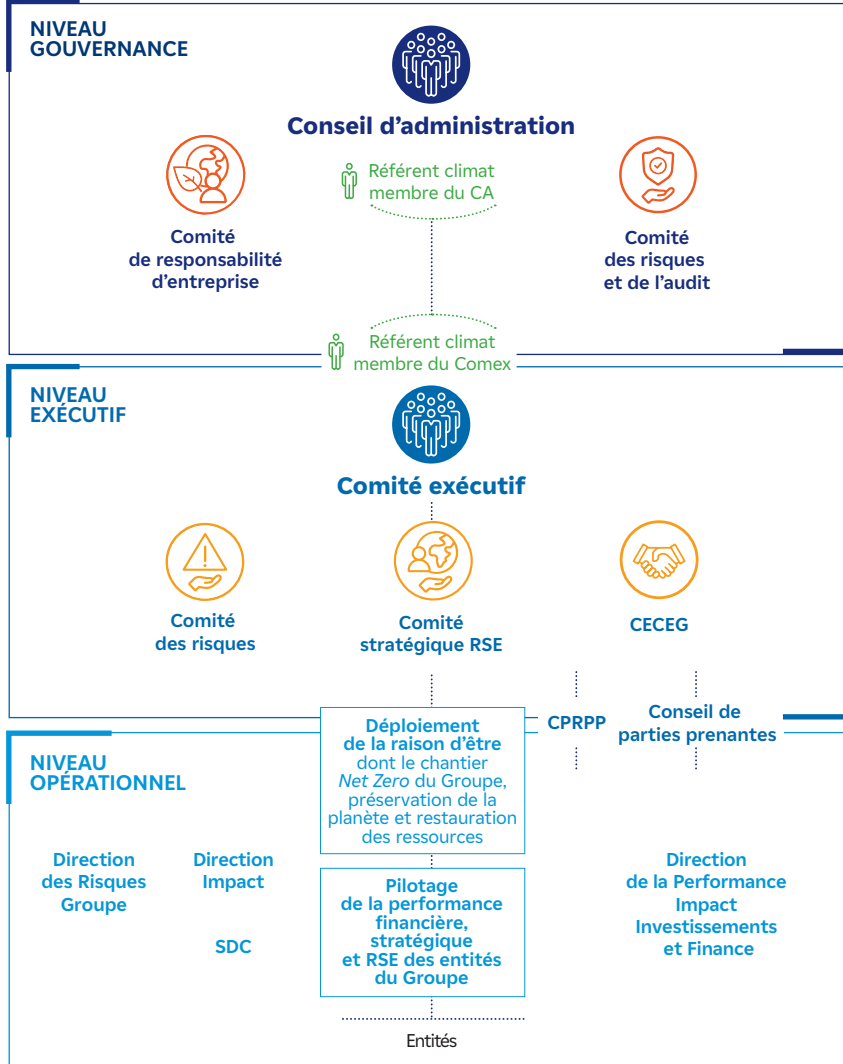 NIVEAU
GOUVERNANCE
Conseil d'administration
Référent climat
membre du CA
Comité
de responsabilité
d'entreprise
Comité
des risques
et de l'audit
Référent climat
membre du Comex
NIVEAU
EXÉCUTIF
Comité exécutif
Comité
des risques
Comité
stratégique RSE
CECEG
CPRPP
Conseil de
parties prenantes
NIVEAU
OPÉRATIONNEL
Déploiement
de la raison d'être
dont le chantier
Net Zero du Groupe,
préservation de la
planète et restauration
des ressources
Direction
des Risques
Groupe
Direction
Impact
SDC
Pilotage
de la performance
financière,
stratégique
et RSE des entités
du Groupe
Direction
de la Performance
Impact
Investissements
et Finance
Entités